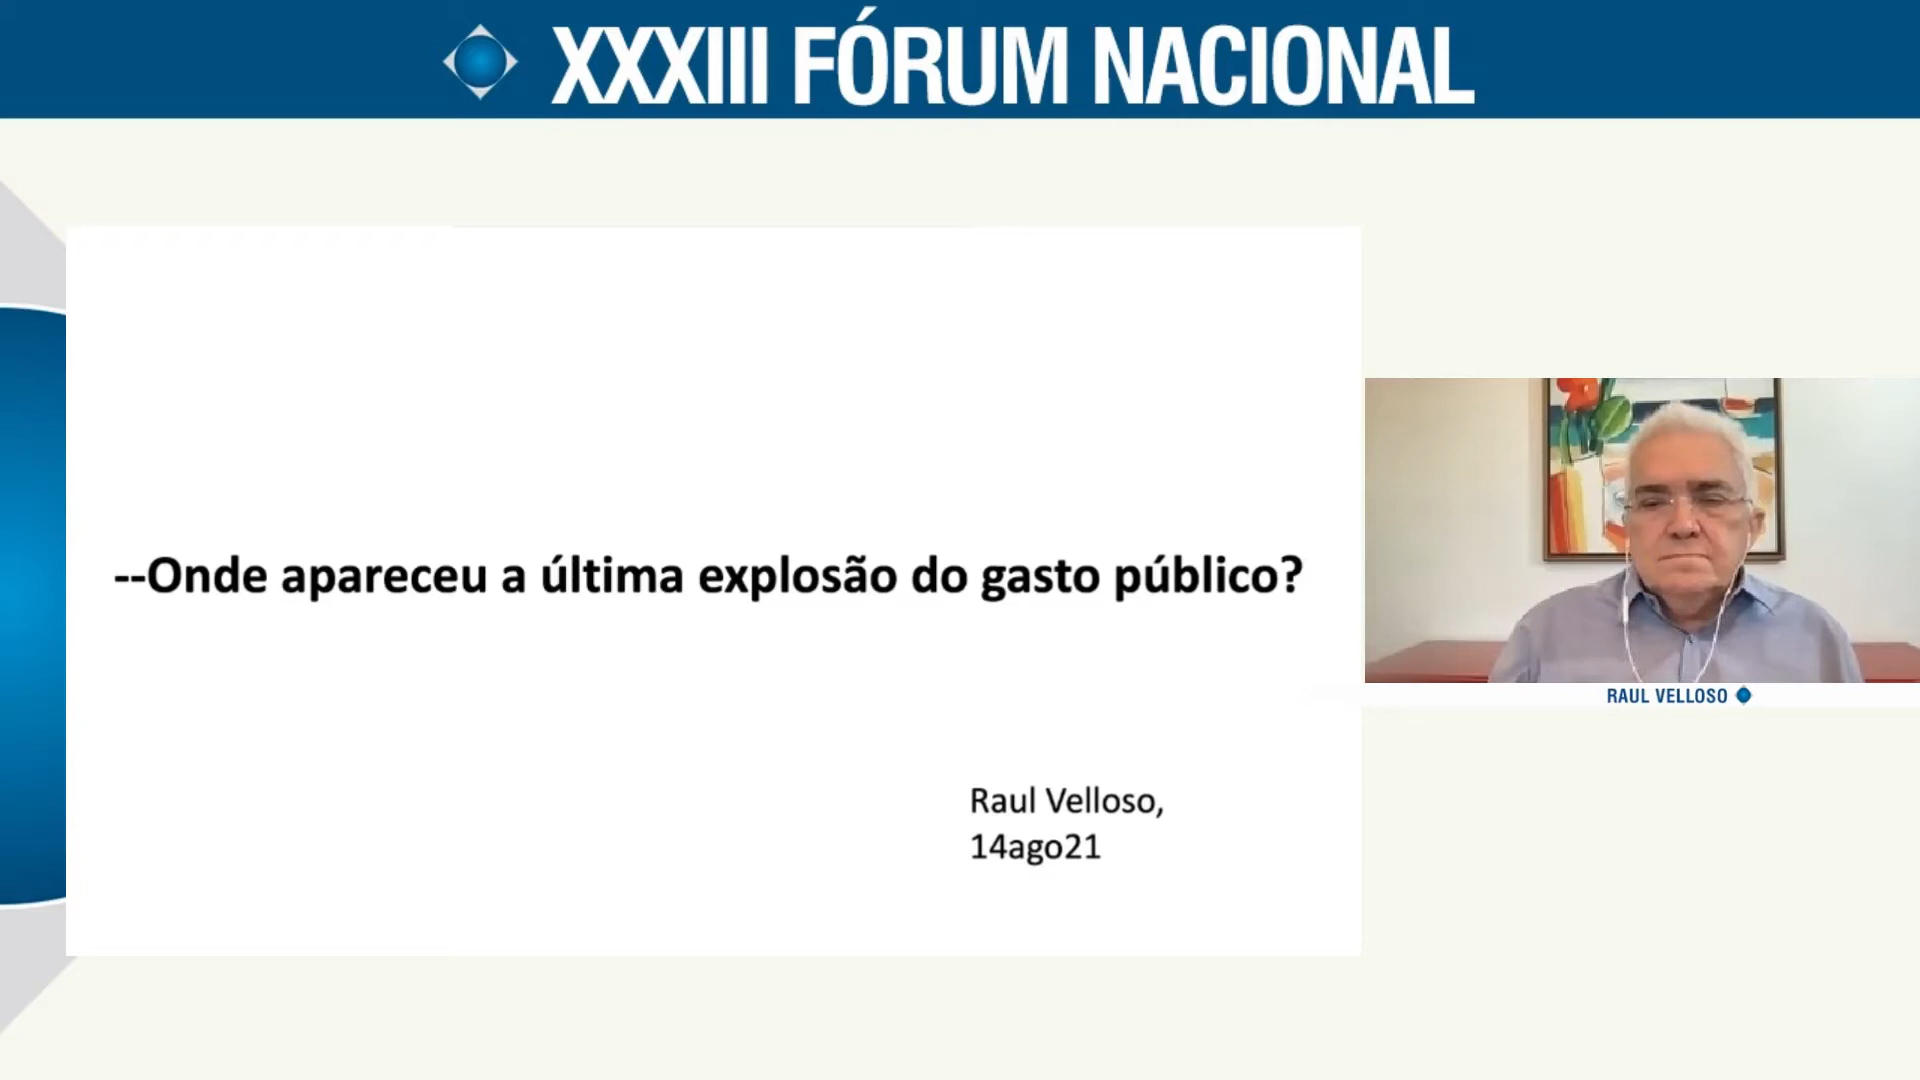 XXXIII FÓRUM NACIONAL
--Onde apareceu a última explosão do gasto público?
Raul Velloso,
14ago21
RAUL VELLOSO